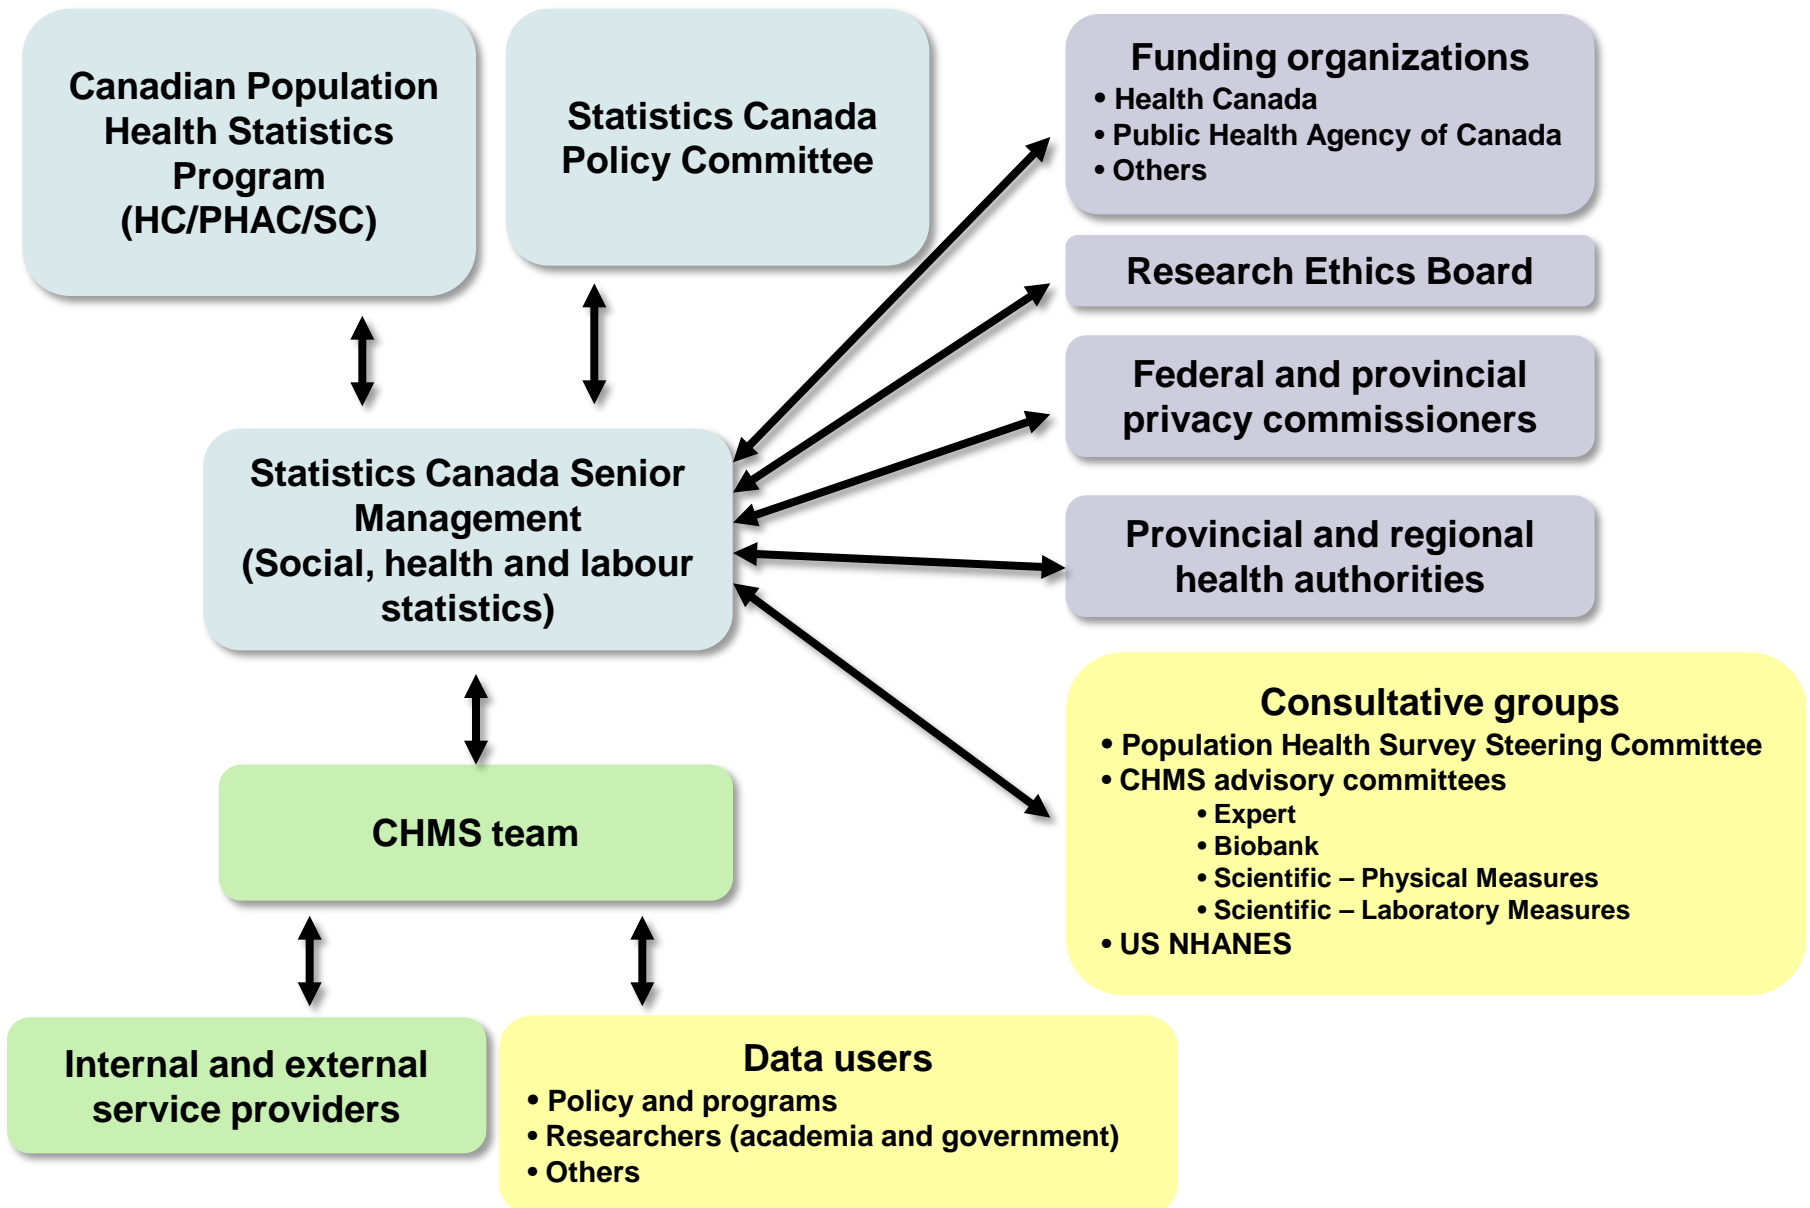 Canadian Population
Health Statistics
Program
(HC/PHAC/SC)
Statistics Canada
Policy Committee
Funding organizations
• Health Canada
• Public Health Agency of Canada
• Others
Research Ethics Board
Federal and provincial
privacy commissioners
Statistics Canada Senior
Management
(Social, health and labour
statistics)
Provincial and regional
health authorities
Consultative groups
• Population Health Survey Steering Committee
• CHMS advisory committees
• Expert
• Biobank
• Scientific – Physical Measures
• Scientific – Laboratory Measures
• US NHANES
CHMS team
Internal and external
service providers
Data users
• Policy and programs
• Researchers (academia and government)
• Others